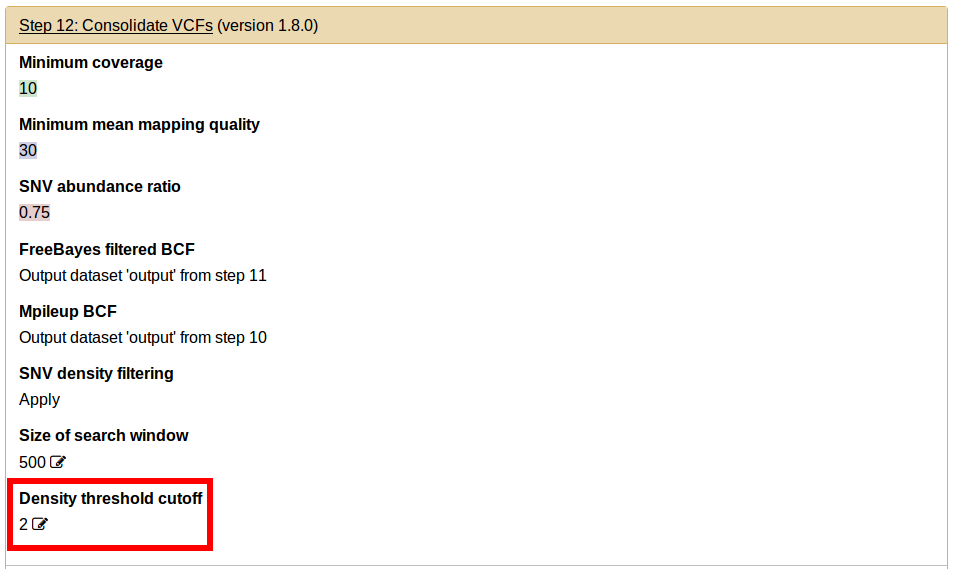 Step 12: Consolidate VCFs (version 1.8.0)
Minimum coverage
10
Minimum mean mapping quality
30
SNV abundance ratio
0.75
FreeBayes filtered BCF
Output dataset 'output' from step 11
Mpileup BCF
Output dataset 'output' from step 10
SNV density filtering
Apply
Size of search window
500
Density threshold cutoff
2